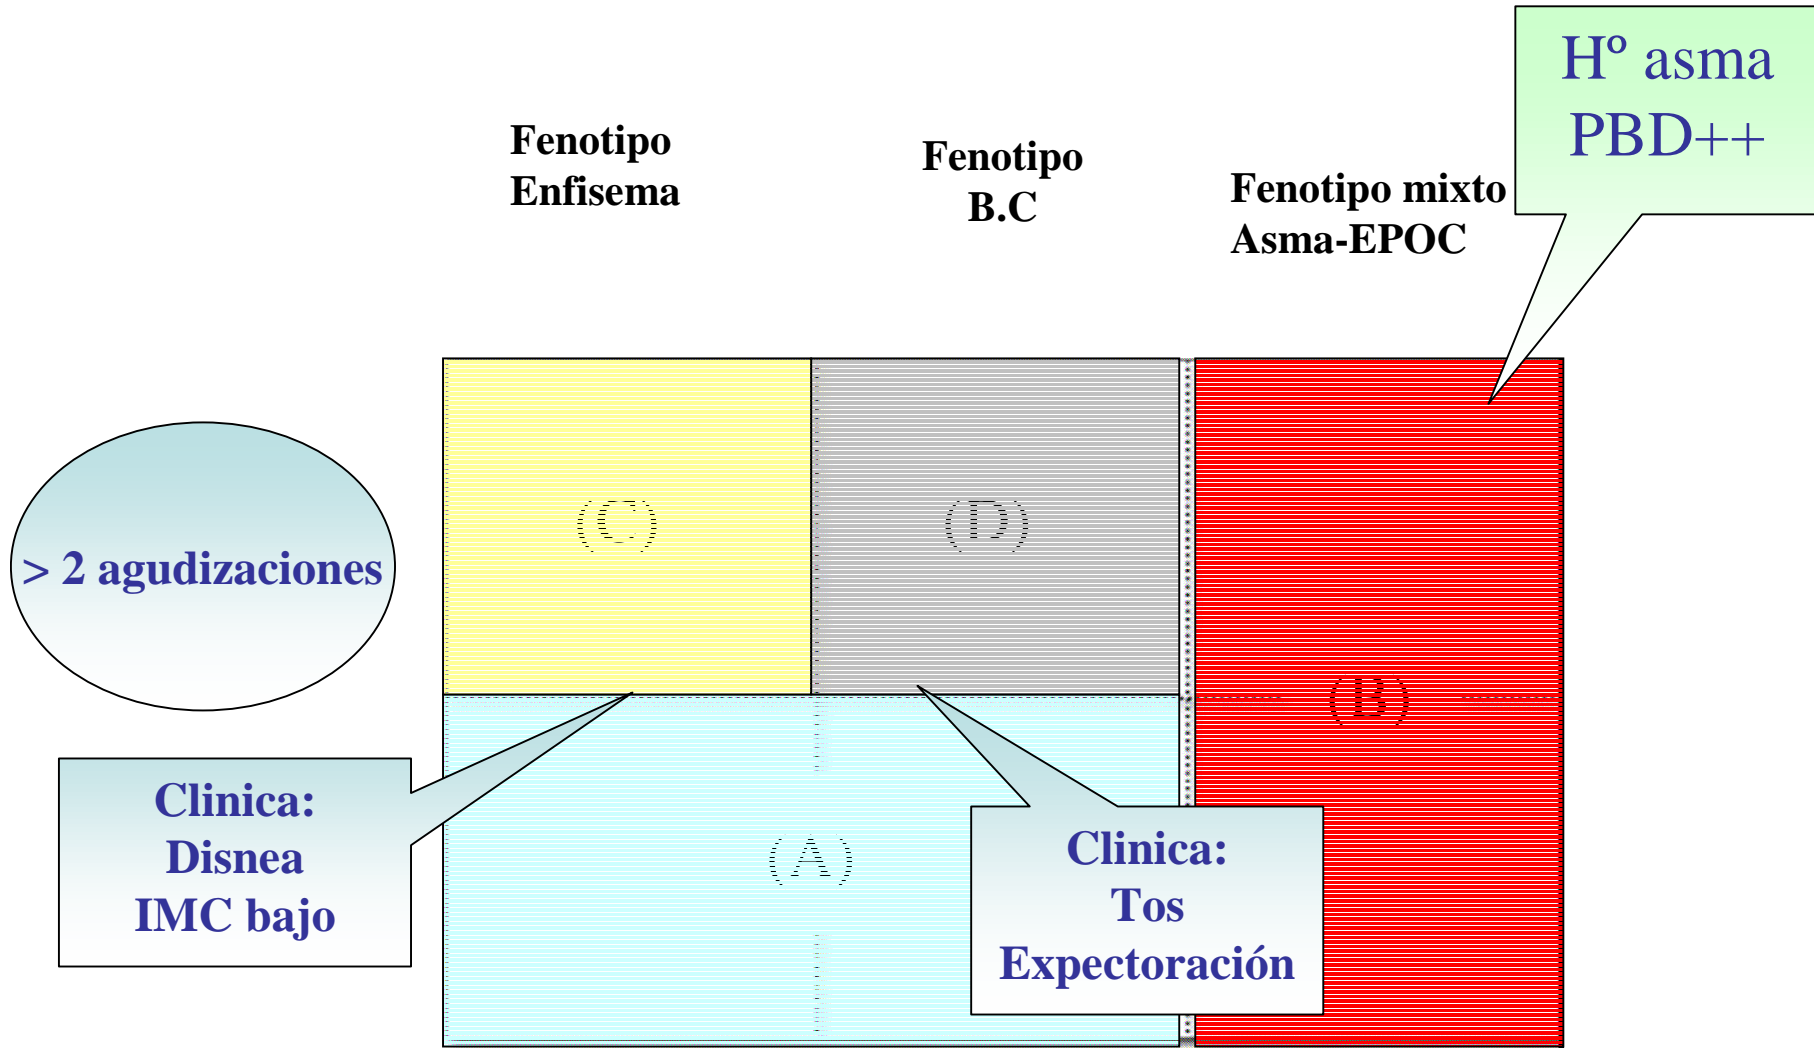 Hº asma
PBD++
Fenotipo
Enfisema
Fenotipo
B.C
Fenotipo mixto
Asma-EPOC
> 2 agudizaciones
(C)
(D)
(B)
(A)
Clinica:
Disnea
IMC bajo
Clinica:
Tos
Expectoración